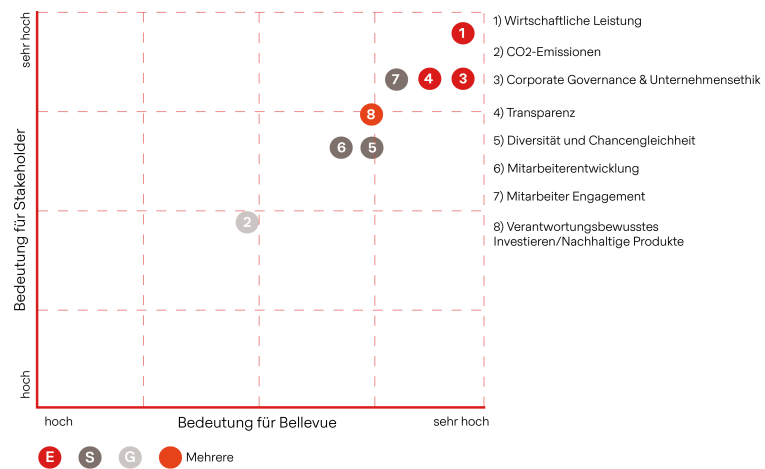 sehr hoch
Bedeutung für Stakeholder
hoch
1
7
4
3
8
6
5
2
1) Wirtschaftliche Leistung
2) CO2-Emissionen
3) Corporate Governance & Unternehmensethik
4) Transparenz
5) Diversität und Chancengleichheit
6) Mitarbeiterentwicklung
7) Mitarbeiter Engagement
8) Verantwortungsbewusstes
Investieren/Nachhaltige Produkte
hoch
Bedeutung für Bellevue
sehr hoch
E
S
G
Mehrere